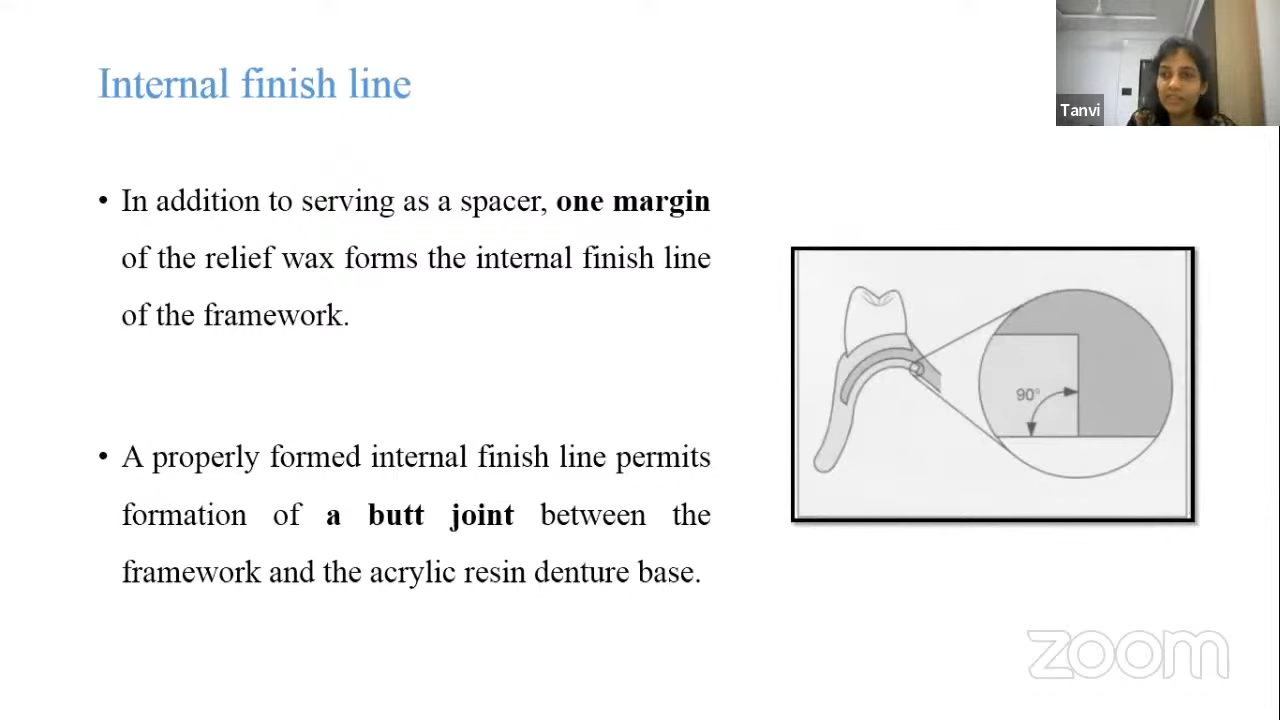 Internal finish line
Tanvi
• In addition to serving as a spacer, one margin
of the relief wax forms the internal finish line
of the framework.
• A properly formed internal finish line permits
formation of a butt joint between the
framework and the acrylic resin denture base.
90°
zoom